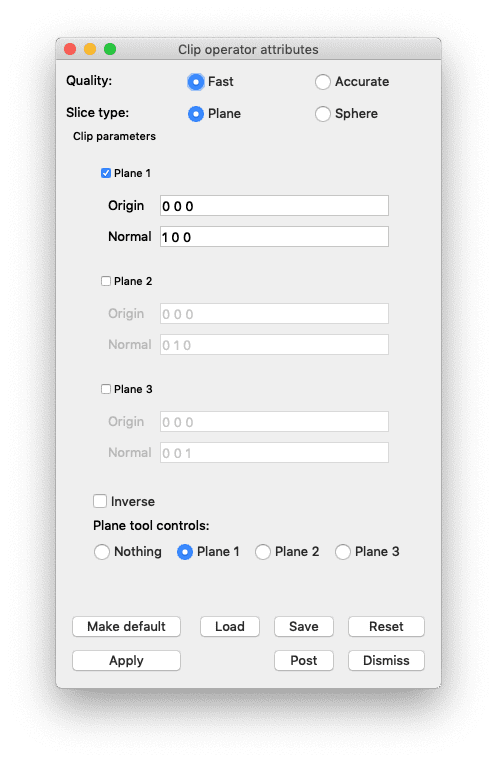 Clip operator attributes
Quality: Fast Accurate
Slice type: Plane Sphere
Clip parameters
Plane 1
Origin 0 0 0
Normal 1 0 0
Plane 2
Origin 0 0 0
Normal 0 1 0
Plane 3
Origin 0 0 0
Normal 0 0 1
Inverse
Plane tool controls:
Nothing Plane 1 Plane 2 Plane 3
Make default Load Save Reset
Apply Post Dismiss